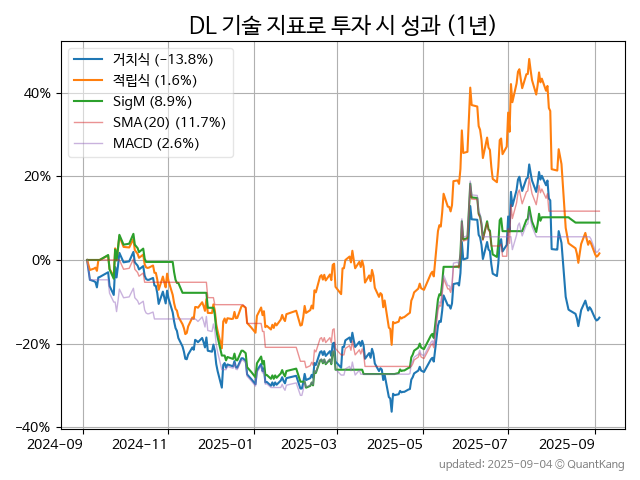 DL 기술 지표로 투자 시 성과 (1년)
거치식 (−13.8%)
적립식 (1.6%)
SigM (8.9%)
SMA(20) (11.7%)
MACD (2.6%)
40%
20%
0%
−20%
−40%
2024-09 2024-11 2025-01 2025-03 2025-05 2025-07 2025-09
updated: 2025-09-04 © QuantKang